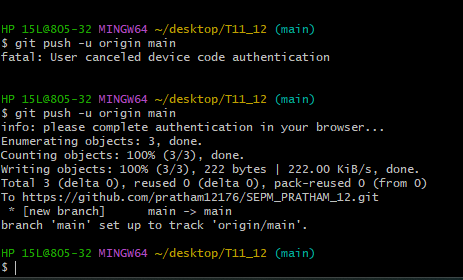 HP 15L@805-32 MINGW64 ~/desktop/T11_12 (main)
$ git push -u origin main
fatal: User canceled device code authentication
HP 15L@805-32 MINGW64 ~/desktop/T11_12 (main)
$ git push -u origin main
info: please complete authentication in your browser...
Enumerating objects: 3, done.
Counting objects: 100% (3/3), done.
Writing objects: 100% (3/3), 222 bytes | 222.00 KiB/s, done.
Total 3 (delta 0), reused 0 (delta 0), pack-reused 0 (from 0)
To https://github.com/pratham12176/SEPM_PRATHAM_12.git
 * [new branch]      main -> main
branch 'main' set up to track 'origin/main'.
HP 15L@805-32 MINGW64 ~/desktop/T11_12 (main)
$